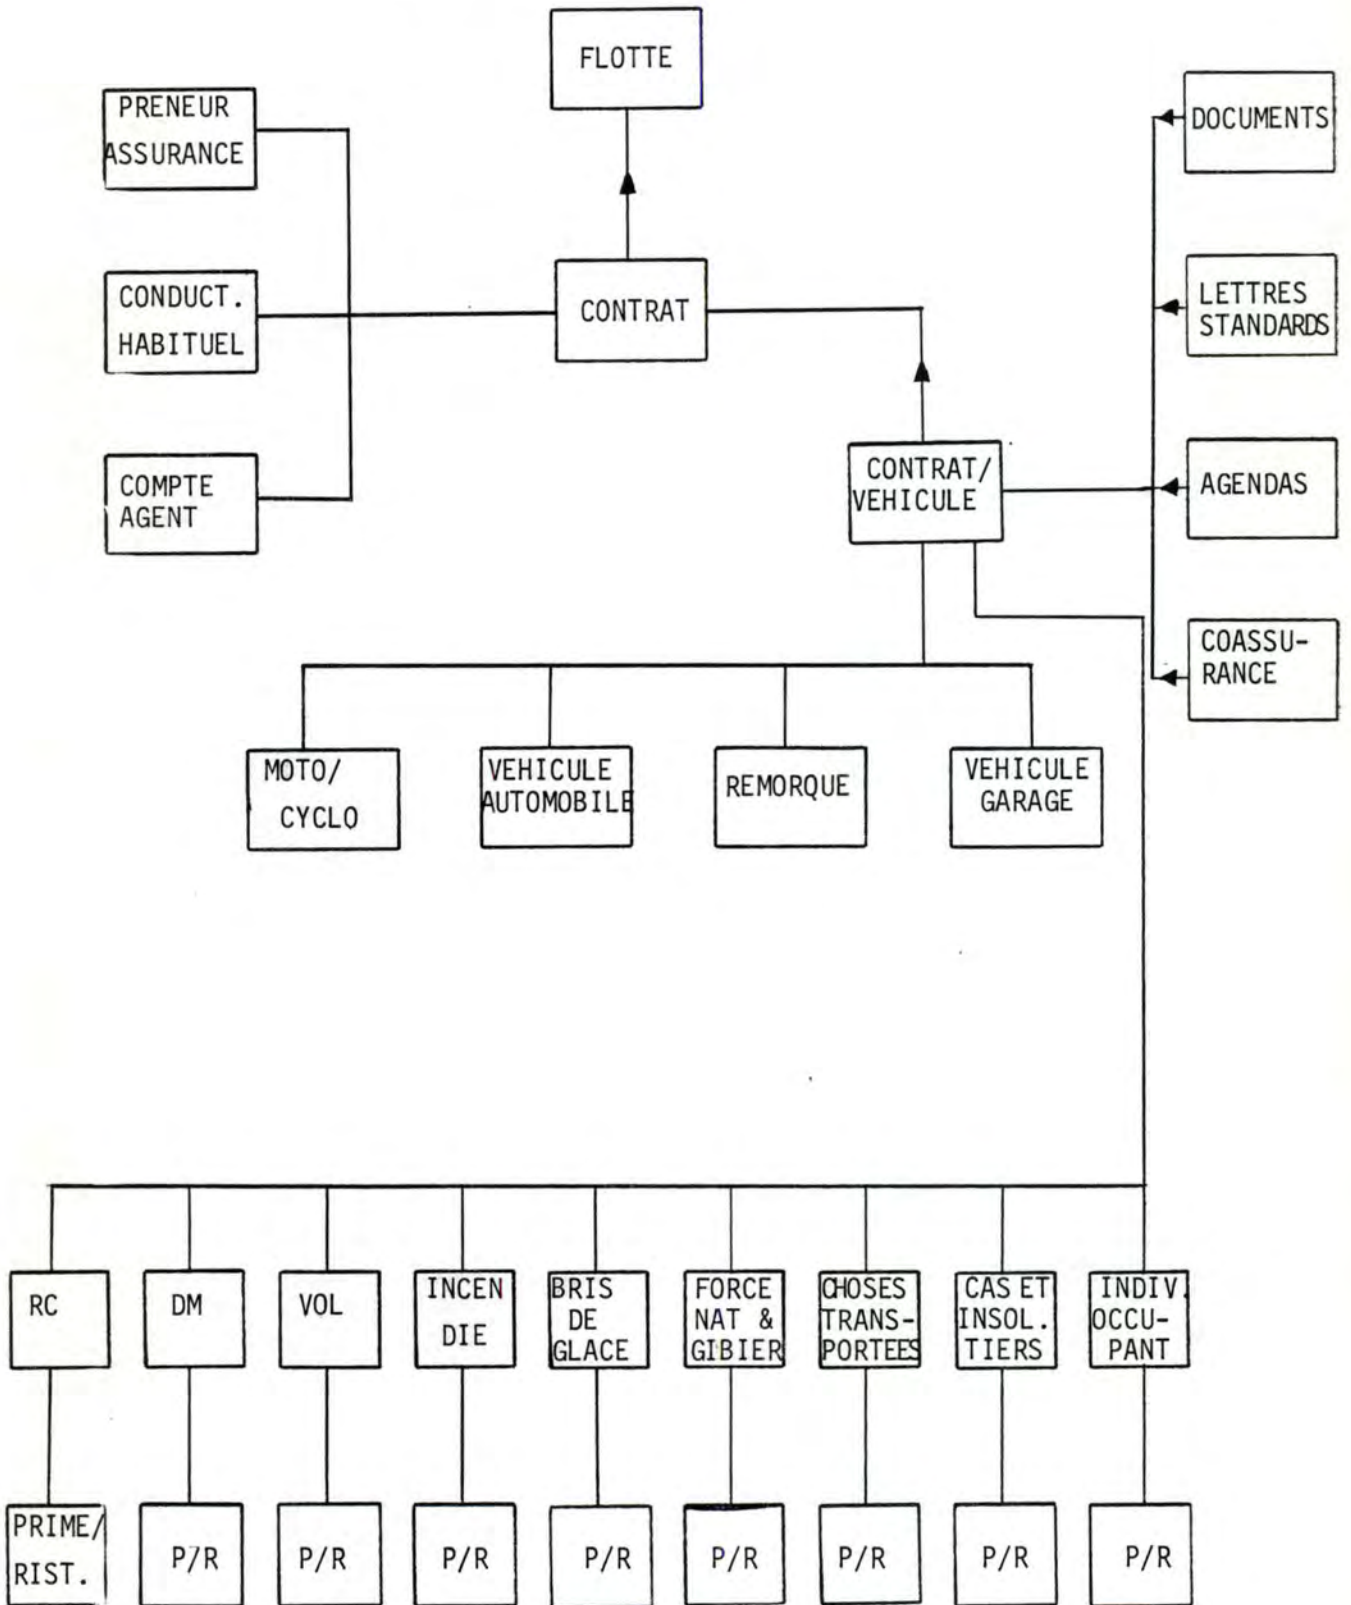 FLOTTE
PRENEUR
ASSURANCE
DOCUMENTS
CONDUCT.
HABITUEL
CONTRAT
LETTRES
STANDARDS
COMPTE
AGENT
CONTRAT/
VEHICULE
AGENDAS
COASSU-
RANCE
MOTO/
CYCLO
VEHICULE
AUTOMOBILE
REMORQUE
VEHICULE
GARAGE
RC
DM
VOL
INCEN
DIE
BRIS
DE
GLACE
FORCE
NAT &
GIBIER
CHOSES
TRANS-
PORTEES
CAS ET
INSOL.
TIERS
INDIV.
OCCU-
PANT
PRIME/
RIST.
P/R
P/R
P/R
P/R
P/R
P/R
P/R
P/R